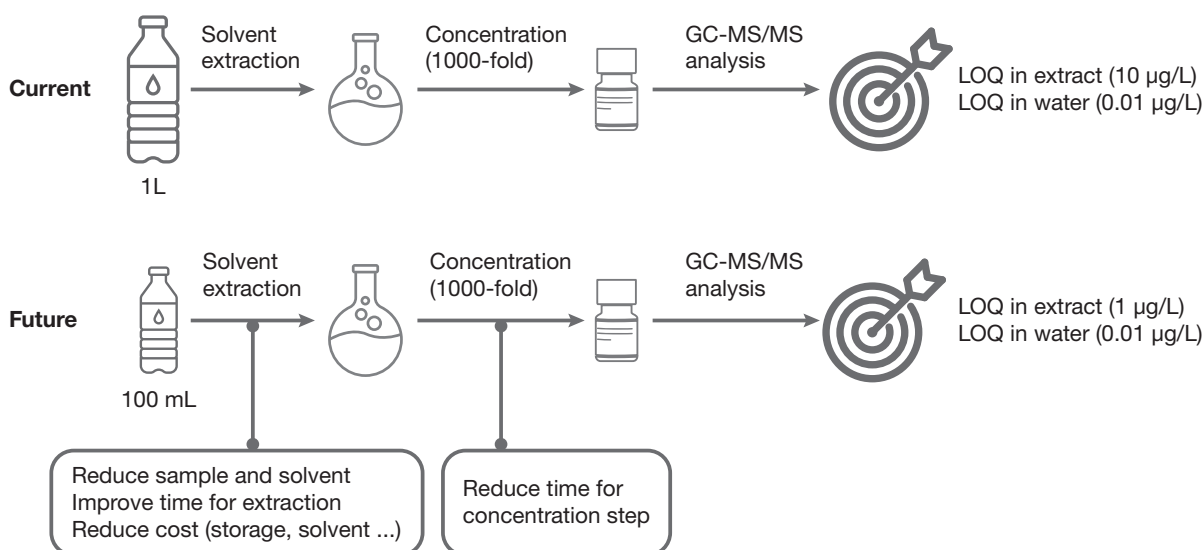 Current
1L
Solvent
extraction
Concentration
(1000-fold)
GC-MS/MS
analysis
LOQ in extract (10 µg/L)
LOQ in water (0.01 µg/L)
Future
100 mL
Solvent
extraction
Concentration
(1000-fold)
GC-MS/MS
analysis
LOQ in extract (1 µg/L)
LOQ in water (0.01 µg/L)
Reduce sample and solvent
Improve time for extraction
Reduce cost (storage, solvent ...)
Reduce time for
concentration step